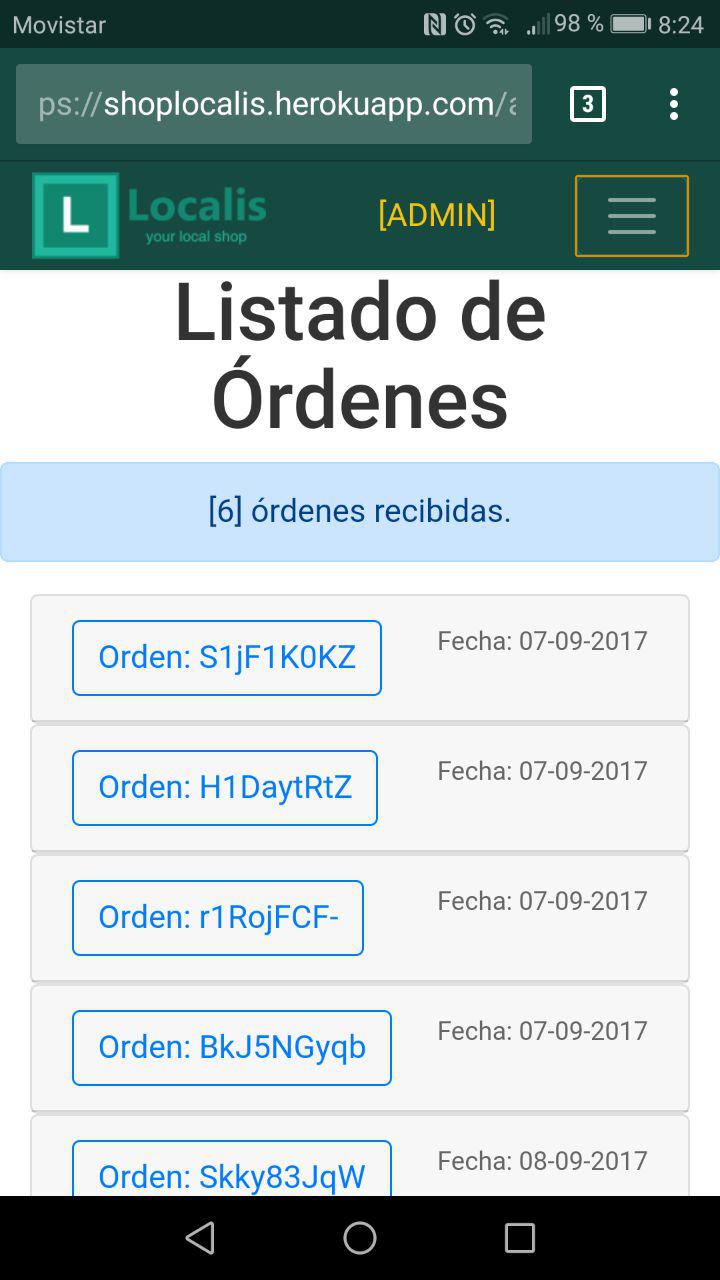 Movistar
98 %
8:24
ps://shoplocalis.herokuapp.com/
3
L
Localis
your local shop
[ADMIN]
Listado de
Órdenes
[6] órdenes recibidas.
Orden: S1jF1K0KZ
Fecha: 07-09-2017
Orden: H1DaytRtZ
Fecha: 07-09-2017
Orden: r1RojFCF-
Fecha: 07-09-2017
Orden: BkJ5NGyqb
Fecha: 07-09-2017
Orden: Skky83JqW
Fecha: 08-09-2017